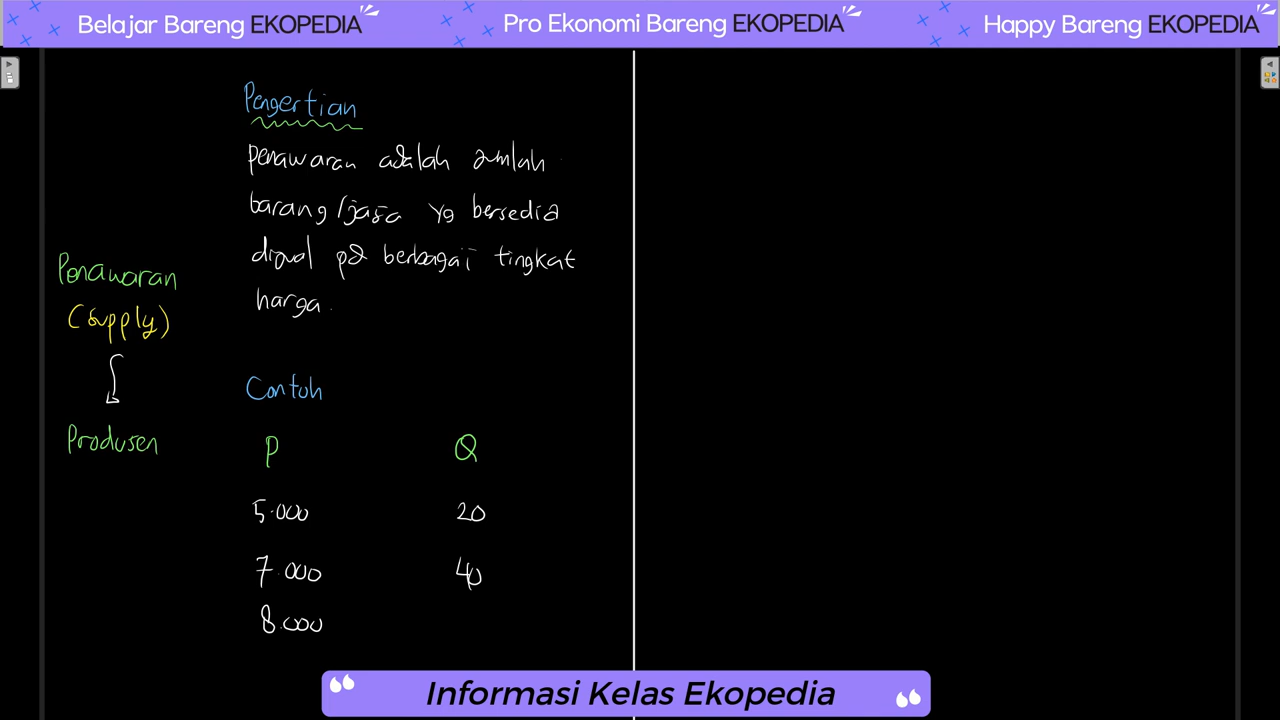 Belajar Bareng EKOPEDIA
Pro Ekonomi Bareng EKOPEDIA
Happy Bareng EKOPEDIA
Pengertian
penawaran adalah jumlah
barang/jasa yg bersedia
dijual pd berbagai tingkat
harga.
Penawaran
(Supply)
Produsen
Contoh
P Q
5.000 20
7.000 40
8.000
Informasi Kelas Ekopedia